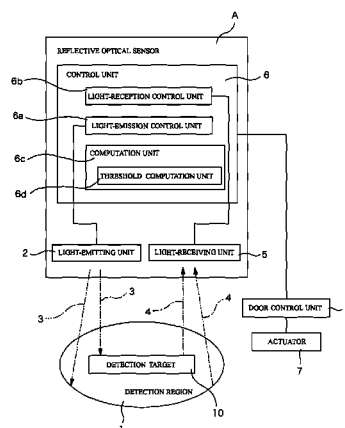 A
REFLECTIVE OPTICAL SENSOR
CONTROL UNIT
6
6b
LIGHT-RECEPTION CONTROL UNIT
6a
LIGHT-EMISSION CONTROL UNIT
6c
COMPUTATION UNIT
6d
THRESHOLD COMPUTATION UNIT
2
LIGHT-EMITTING UNIT
LIGHT-RECEIVING UNIT
5
3
3
4
4
DOOR CONTROL UNIT
ACTUATOR
7
DETECTION TARGET
10
DETECTION REGION